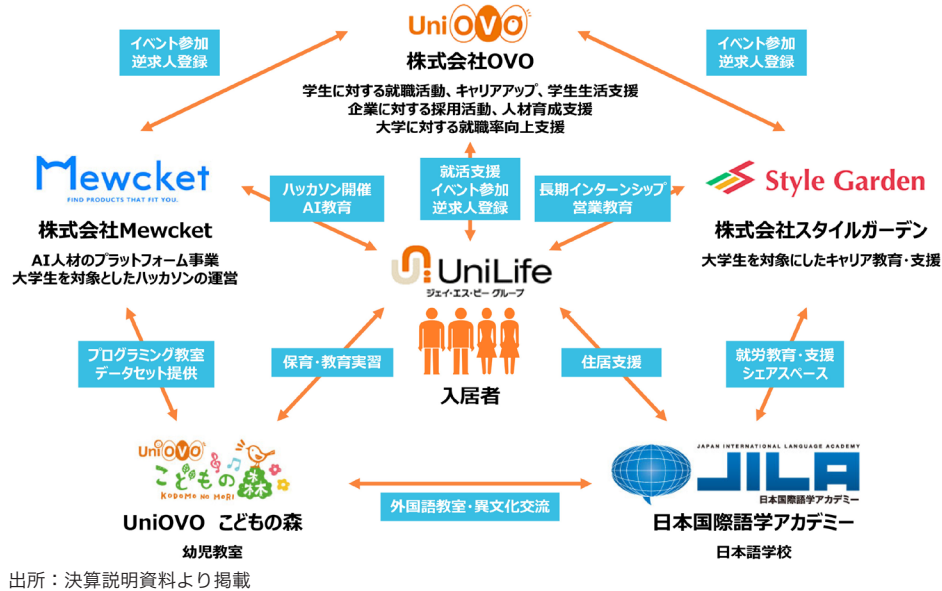 UniOVO
株式会社OVO
学生に対する就職活動、キャリアアップ、学生生活支援
企業に対する採用活動、人材育成支援
大学に対する就職率向上支援
イベント参加
逆求人登録
イベント参加
逆求人登録
Mewcket
FIND PRODUCTS THAT FIT YOU.
株式会社Mewcket
AI人材のプラットフォーム事業
大学生を対象としたハッカソンの運営
ハッカソン開催
AI教育
就活支援
イベント参加
逆求人登録
長期インターンシップ
営業教育
Style Garden
株式会社スタイルガーデン
大学生を対象にしたキャリア教育・支援
UniLife
ジェイ・エス・ビー グループ
入居者
プログラミング教室
データセット提供
保育・教育実習
住居支援
就労教育・支援
シェアスペース
UniOVO
こどもの森
KODOMO NO MORI
UniOVO こどもの森
幼児教室
外国語教室・異文化交流
JAPAN INTERNATIONAL LANGUAGE ACADEMY
JILA
日本国際語学アカデミー
日本国際語学アカデミー
日本語学校
出所：決算説明資料より掲載